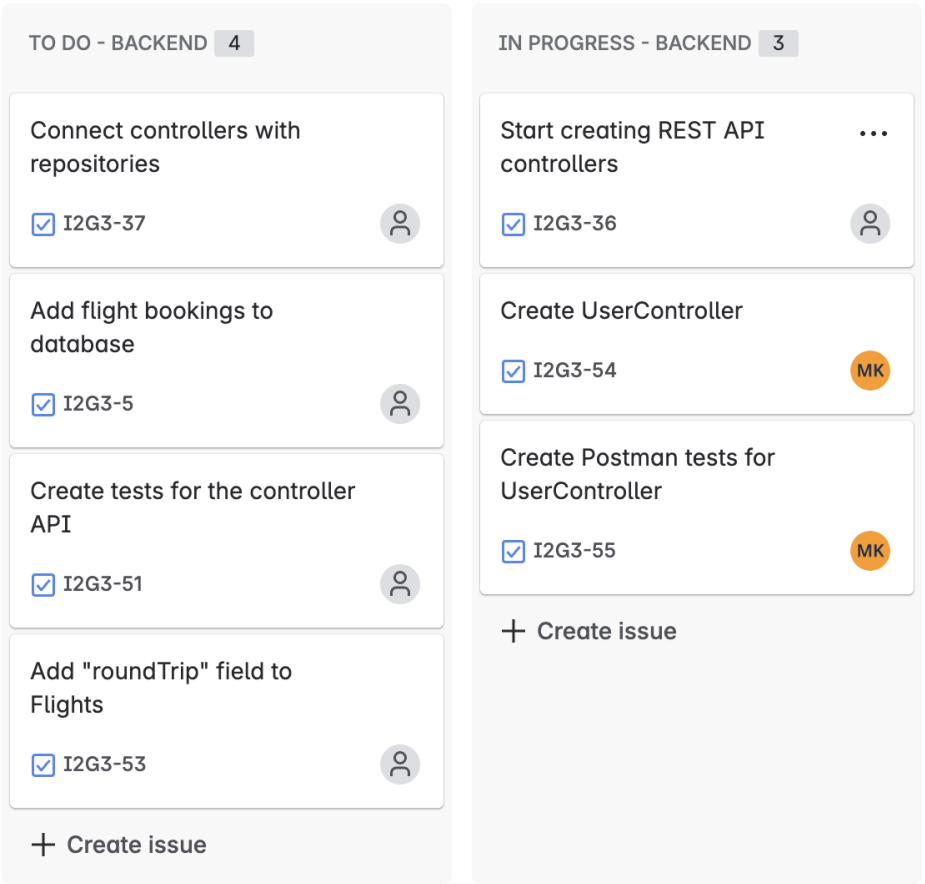 TO DO - BACKEND 4
Connect controllers with
repositories
I2G3-37
Add flight bookings to
database
I2G3-5
Create tests for the controller
API
I2G3-51
Add "roundTrip" field to
Flights
I2G3-53
+ Create issue
IN PROGRESS - BACKEND 3
Start creating REST API
controllers
I2G3-36
Create UserController
I2G3-54
MK
Create Postman tests for
UserController
I2G3-55
MK
+ Create issue